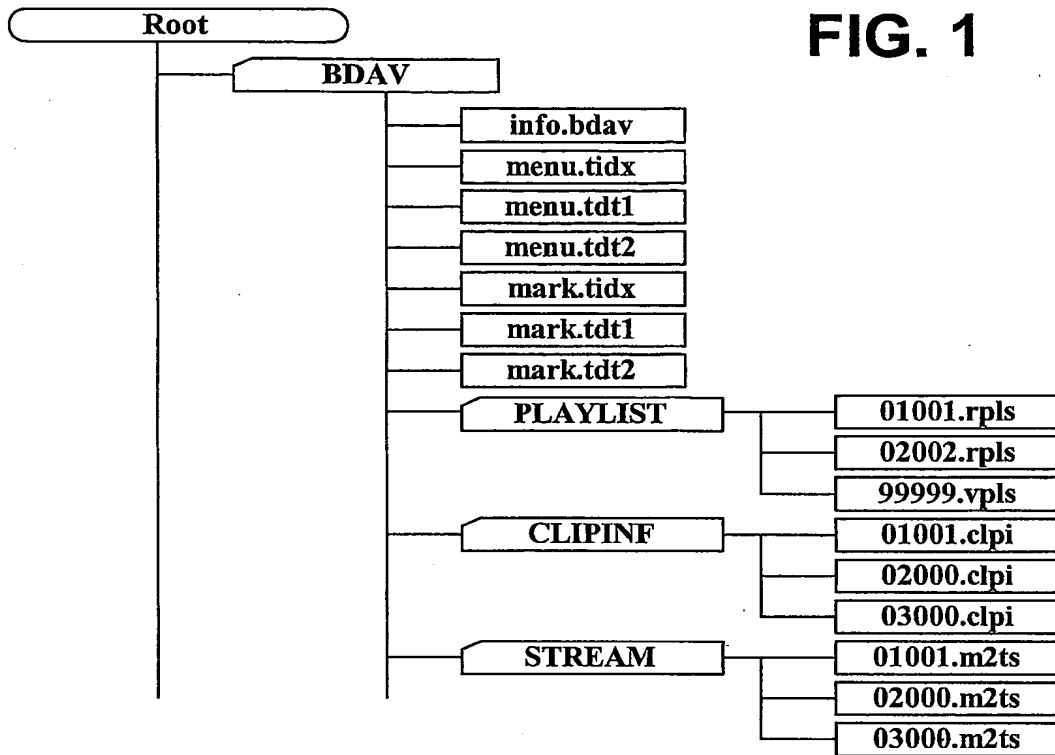 FIG. 1
Root
BDAV
info.bdav
menu.tidx
menu.tdt1
menu.tdt2
mark.tidx
mark.tdt1
mark.tdt2
PLAYLIST
01001.rpls
02002.rpls
99999.vpls
CLIPINF
01001.clpi
02000.clpi
03000.clpi
STREAM
01001.m2ts
02000.m2ts
03000.m2ts